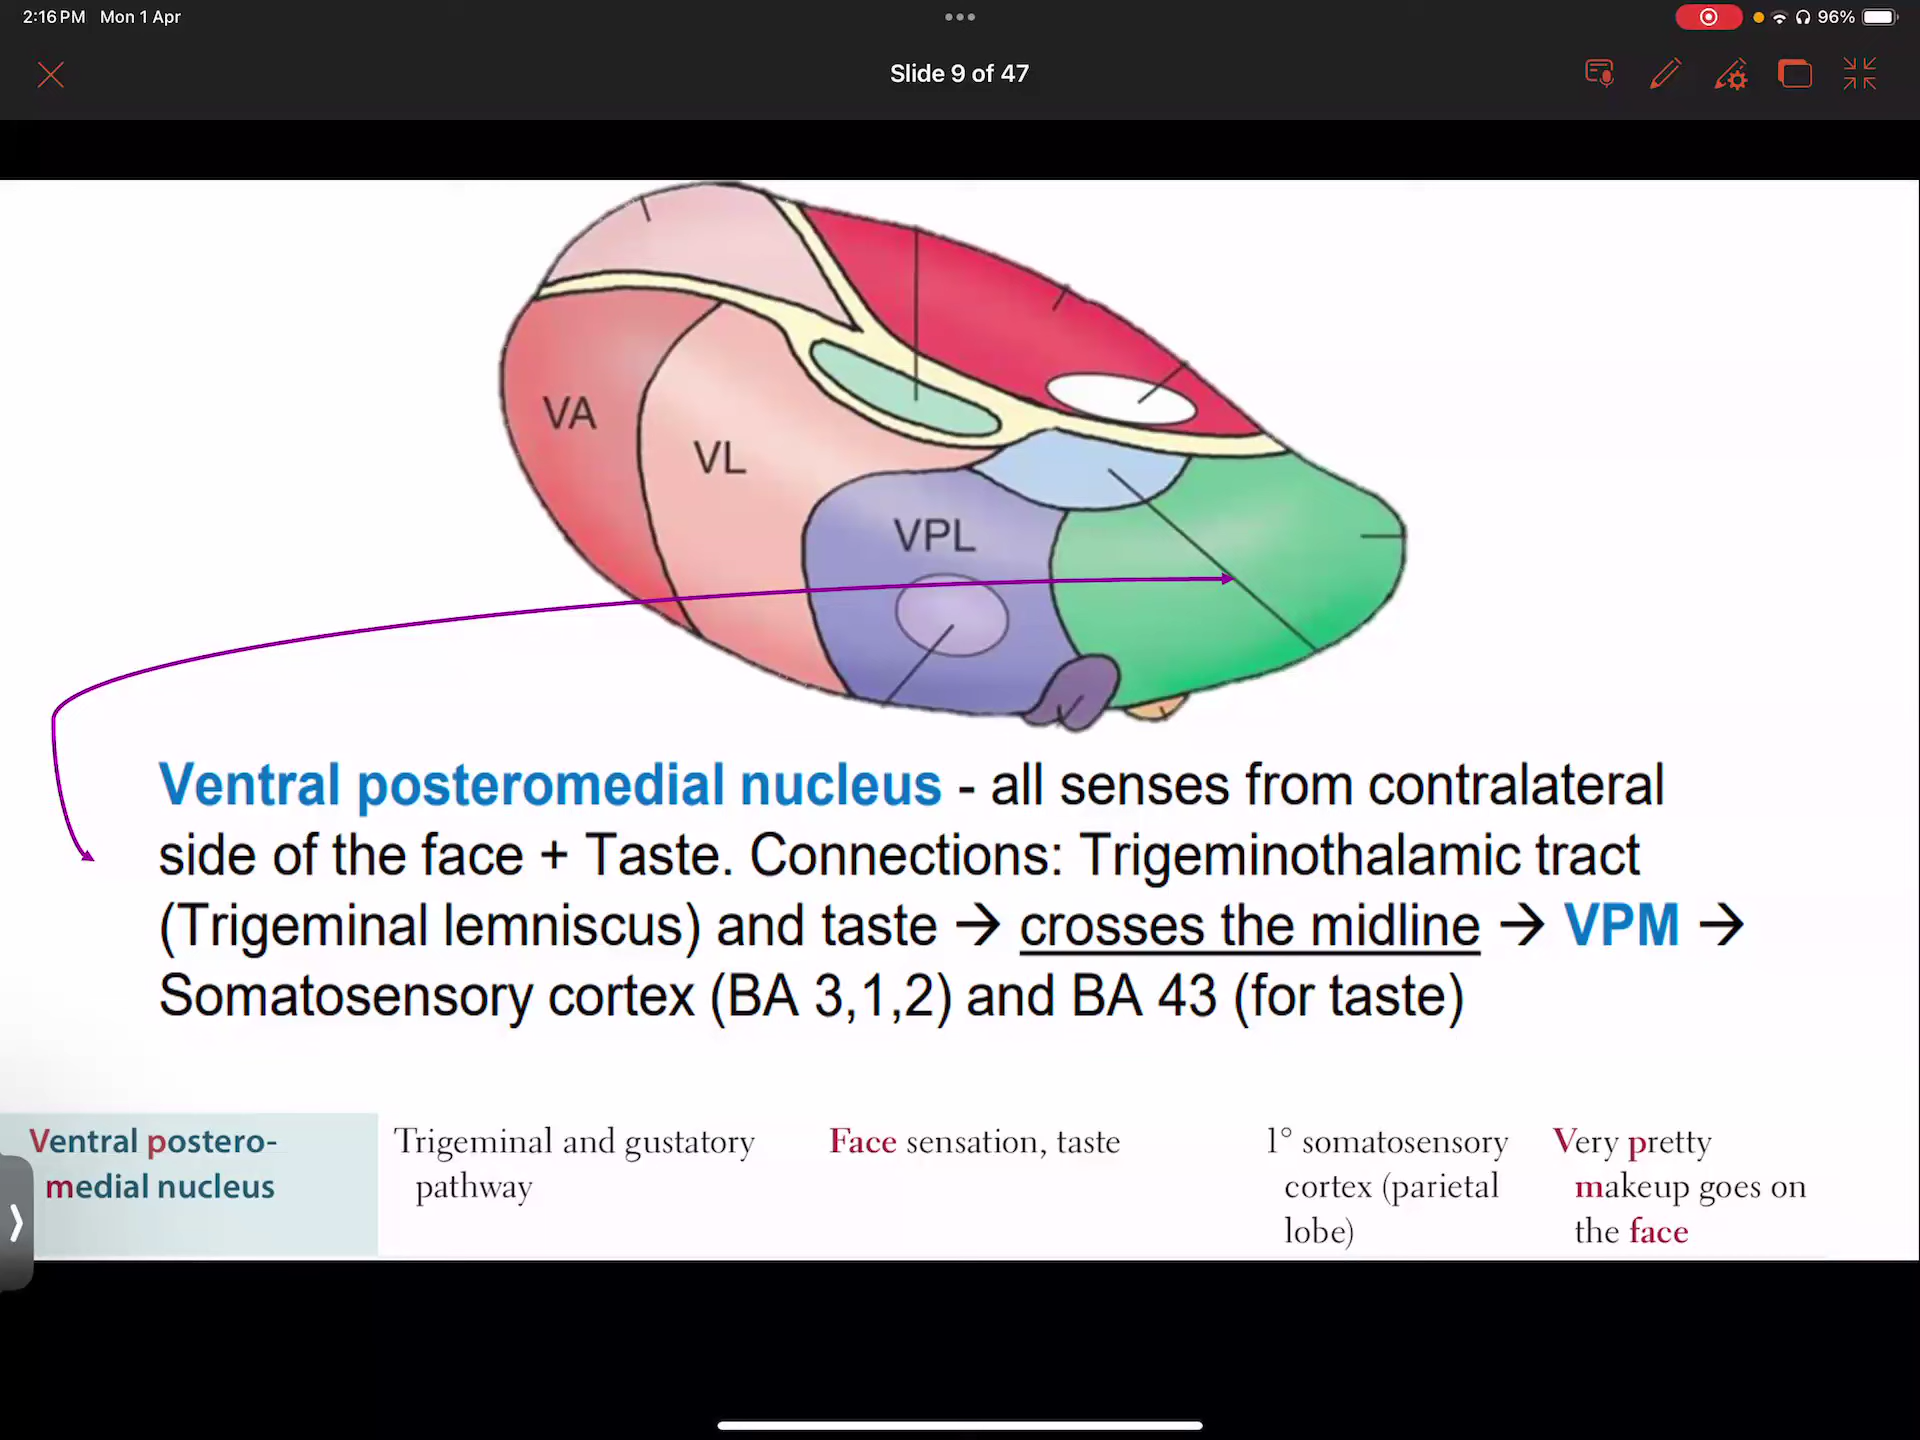 2:16 PM Mon 1 Apr
96%
Slide 9 of 47
VA
VL
VPL
Ventral posteromedial nucleus - all senses from contralateral
side of the face + Taste. Connections: Trigeminothalamic tract
(Trigeminal lemniscus) and taste → crosses the midline → VPM →
Somatosensory cortex (BA 3,1,2) and BA 43 (for taste)
Ventral postero-
medial nucleus
Trigeminal and gustatory
pathway
Face sensation, taste
1° somatosensory
cortex (parietal
lobe)
Very pretty
makeup goes on
the face